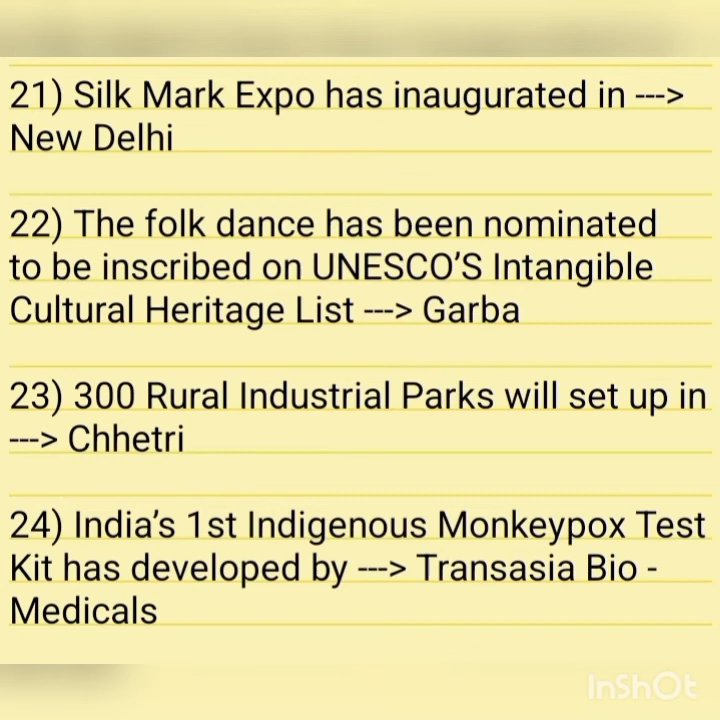 21) Silk Mark Expo has inaugurated in --->
New Delhi
22) The folk dance has been nominated
to be inscribed on UNESCO'S Intangible
Cultural Heritage List ---> Garba
23) 300 Rural Industrial Parks will set up in
---> Chhetri
24) India's 1st Indigenous Monkeypox Test
Kit has developed by ---> Transasia Bio -
Medicals
InShOt